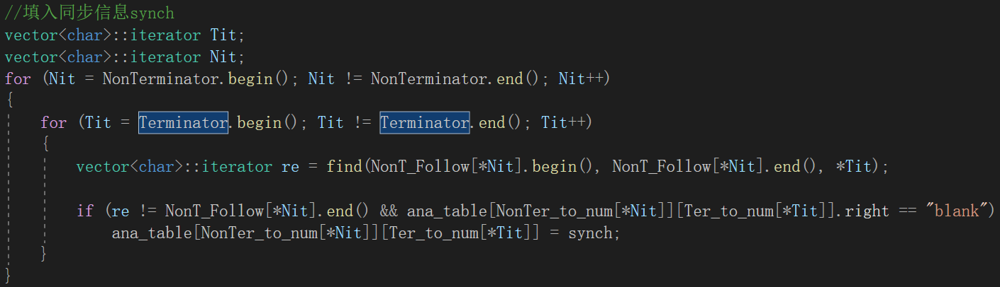 //填入同步信息synch
vector<char>::iterator Tit;
vector<char>::iterator Nit;
for (Nit = NonTerminator.begin(); Nit != NonTerminator.end(); Nit++)
{
    for (Tit = Terminator.begin(); Tit != Terminator.end(); Tit++)
    {
        vector<char>::iterator re = find(NonT_Follow[*Nit].begin(), NonT_Follow[*Nit].end(), *Tit);

        if (re != NonT_Follow[*Nit].end() && ana_table[NonTer_to_num[*Nit]][Ter_to_num[*Tit]].right == "blank")
            ana_table[NonTer_to_num[*Nit]][Ter_to_num[*Tit]] = synch;
    }
}